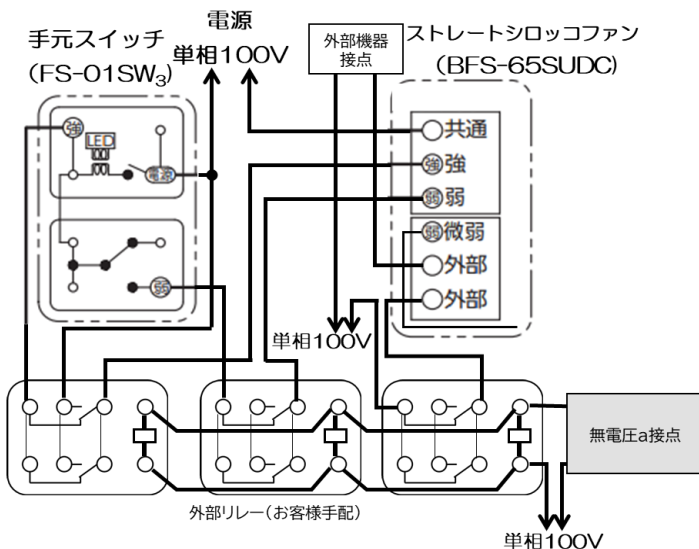 電源
単相100V
手元スイッチ
(FS-01SW₃)
外部機器
接点
ストレートシロッコファン
(BFS-65SUDC)
強
LED
電源
弱
共通
強 強
弱 弱
弱 微弱
外部
外部
単相100V
無電圧a接点
外部リレー(お客様手配)
単相100V